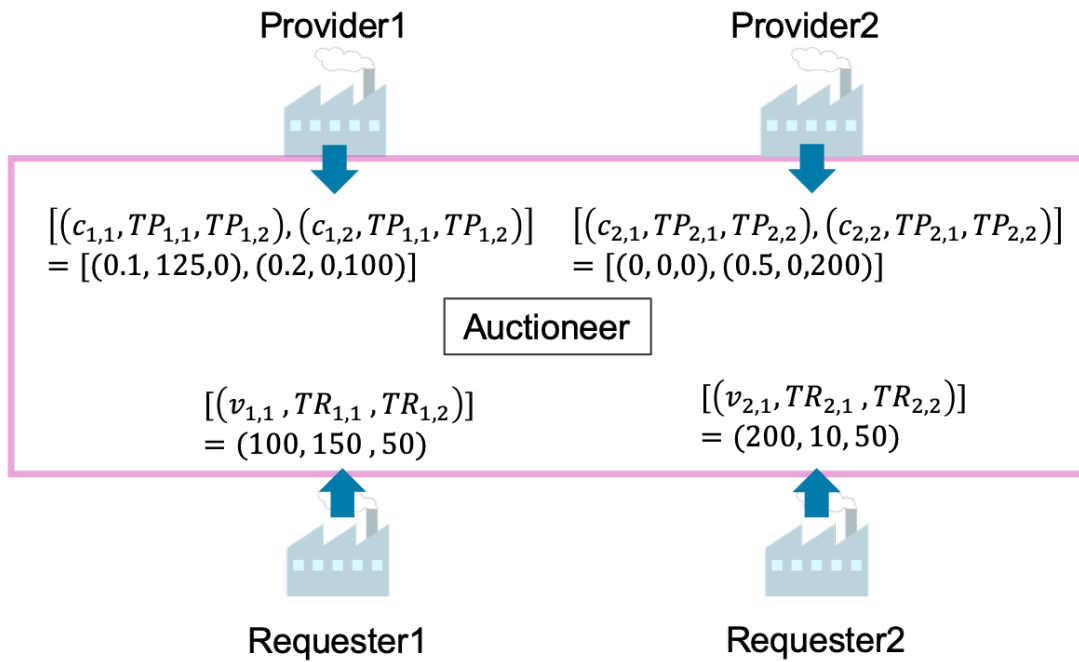 Provider1
Provider2
[(c₁,₁, TP₁,₁, TP₁,₂), (c₁,₂, TP₁,₁, TP₁,₂)]
= [(0.1, 125,0), (0.2, 0,100)]
[(c₂,₁, TP₂,₁, TP₂,₂), (c₂,₂, TP₂,₁, TP₂,₂)]
= [(0, 0,0), (0.5, 0,200)]
Auctioneer
[(v₁,₁ , TR₁,₁ , TR₁,₂)]
= (100, 150 , 50)
[(v₂,₁, TR₂,₁ , TR₂,₂)]
= (200, 10, 50)
Requester1
Requester2